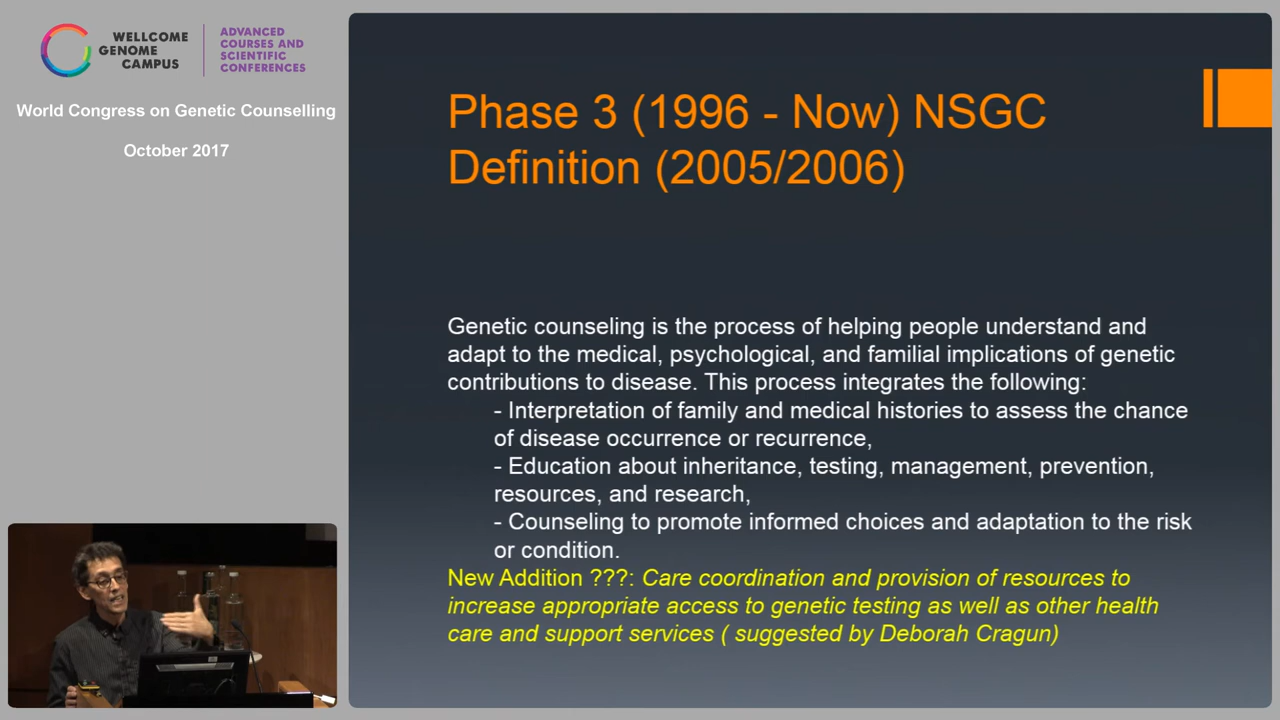 WELLCOME
GENOME
CAMPUS
ADVANCED
COURSES AND
SCIENTIFIC
CONFERENCES
World Congress on Genetic Counselling
October 2017
Phase 3 (1996 - Now) NSGC
Definition (2005/2006)
Genetic counseling is the process of helping people understand and
adapt to the medical, psychological, and familial implications of genetic
contributions to disease. This process integrates the following:
- Interpretation of family and medical histories to assess the chance
of disease occurrence or recurrence,
- Education about inheritance, testing, management, prevention,
resources, and research,
- Counseling to promote informed choices and adaptation to the risk
or condition.
New Addition ???: Care coordination and provision of resources to
increase appropriate access to genetic testing as well as other health
care and support services ( suggested by Deborah Cragun)